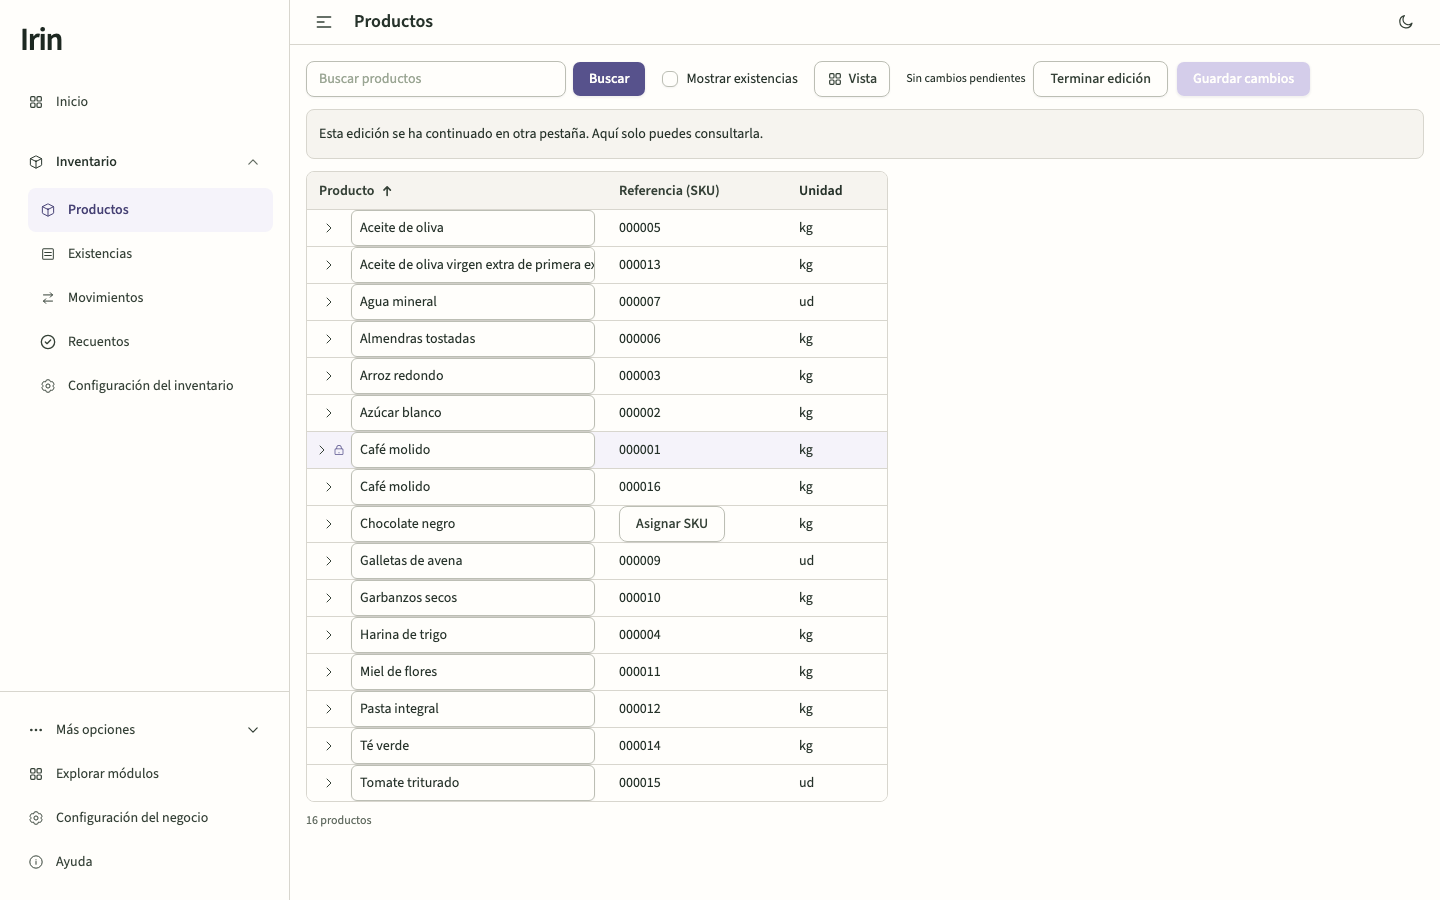 Irin
Productos
Inicio
Inventario
Productos
Existencias
Movimientos
Recuentos
Configuración del inventario
Más opciones
Explorar módulos
Configuración del negocio
Ayuda
Buscar productos
Buscar
Mostrar existencias
Vista
Sin cambios pendientes
Terminar edición
Guardar cambios
Esta edición se ha continuado en otra pestaña. Aquí solo puedes consultarla.
Producto Referencia (SKU) Unidad
Aceite de oliva 000005 kg
Aceite de oliva virgen extra de primera ex 000013 kg
Agua mineral 000007 ud
Almendras tostadas 000006 kg
Arroz redondo 000003 kg
Azúcar blanco 000002 kg
Café molido 000001 kg
Café molido 000016 kg
Chocolate negro Asignar SKU kg
Galletas de avena 000009 ud
Garbanzos secos 000010 kg
Harina de trigo 000004 kg
Miel de flores 000011 kg
Pasta integral 000012 kg
Té verde 000014 kg
Tomate triturado 000015 ud
16 productos